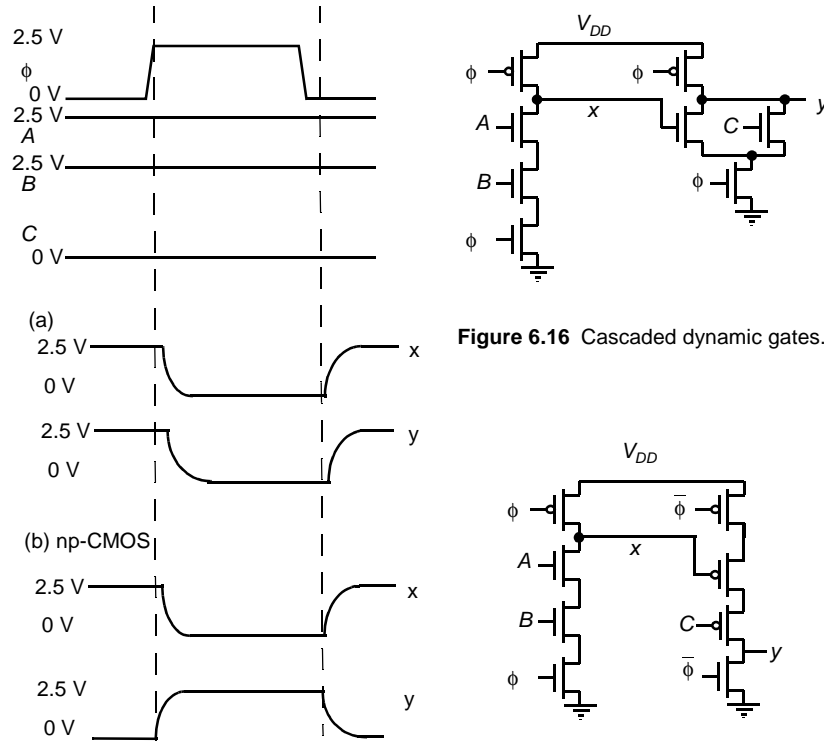 2.5 V
ϕ
0 V
2.5 V
A
2.5 V
B
C
0 V
(a)
2.5 V
x
0 V
2.5 V
y
0 V
(b) np-CMOS
2.5 V
x
0 V
2.5 V
y
0 V
V_DD
ϕ
ϕ
x
y
A
C
B
ϕ
ϕ
Figure 6.16 Cascaded dynamic gates.
V_DD
ϕ
ϕ̅
x
A
B
C
y
ϕ
ϕ̅